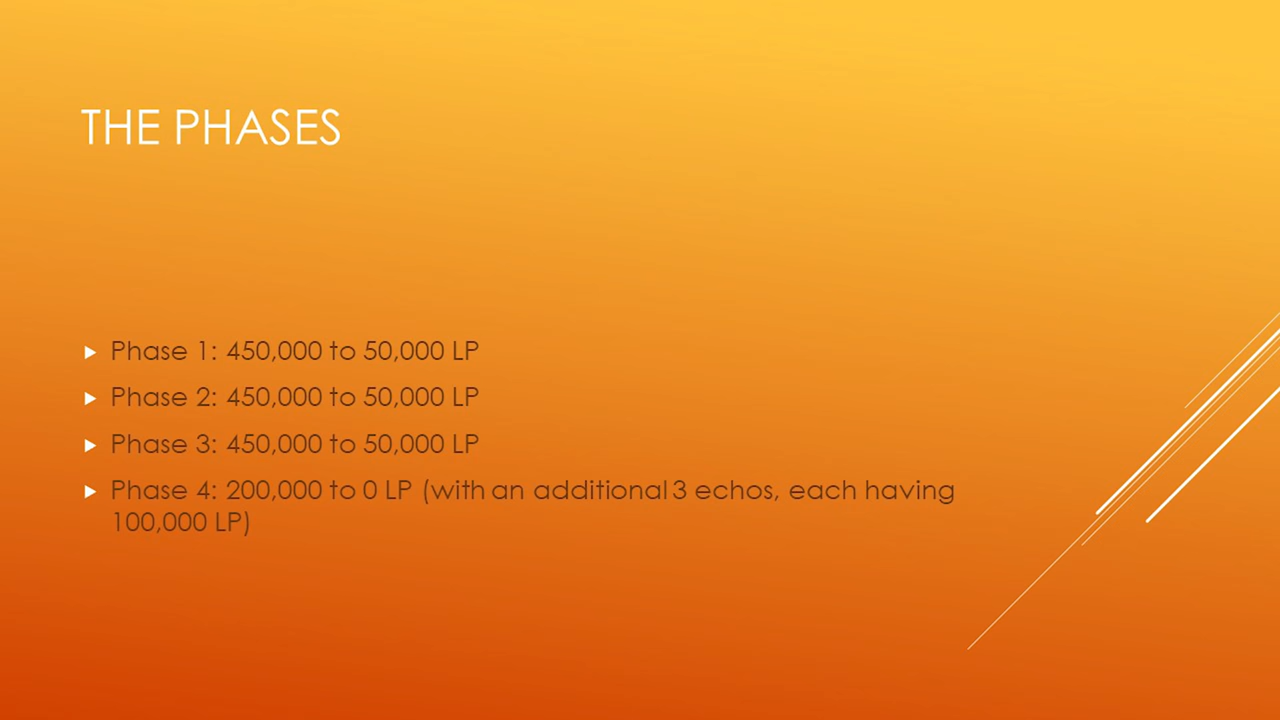 THE PHASES
Phase 1: 450,000 to 50,000 LP
Phase 2: 450,000 to 50,000 LP
Phase 3: 450,000 to 50,000 LP
Phase 4: 200,000 to 0 LP (with an additional 3 echos, each having
100,000 LP)